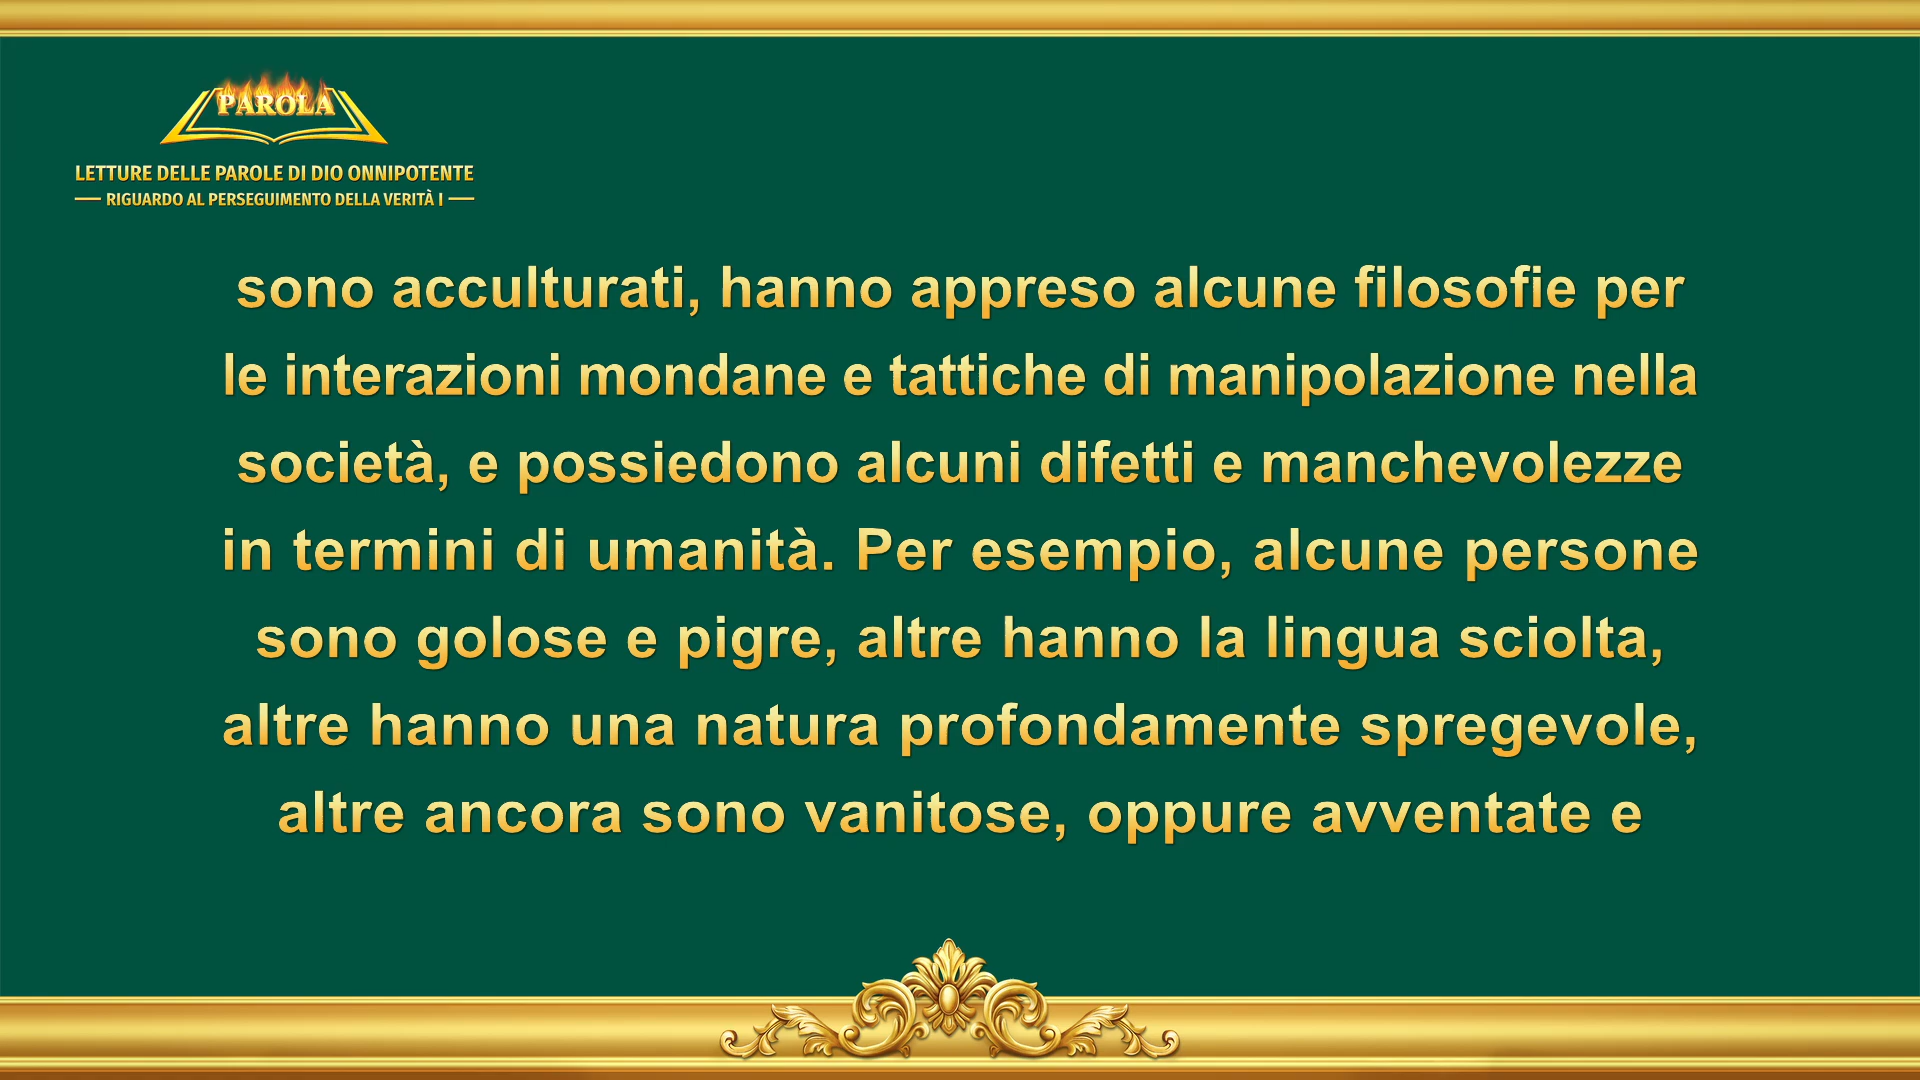 PAROLA
LETTURE DELLE PAROLE DI DIO ONNIPOTENTE
RIGUARDO AL PERSEGUIMENTO DELLA VERITÀ I
sono acculturati, hanno appreso alcune filosofie per
le interazioni mondane e tattiche di manipolazione nella
società, e possiedono alcuni difetti e manchevolezze
in termini di umanità. Per esempio, alcune persone
sono golose e pigre, altre hanno la lingua sciolta,
altre hanno una natura profondamente spregevole,
altre ancora sono vanitose, oppure avventate e